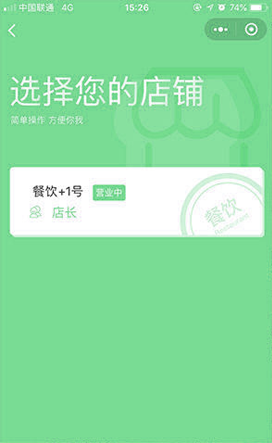 中国联通 4G 15:26 74%
选择您的店铺
简单操作 方便你我
餐饮+1号 营业中
店长
餐饮
Restaurant